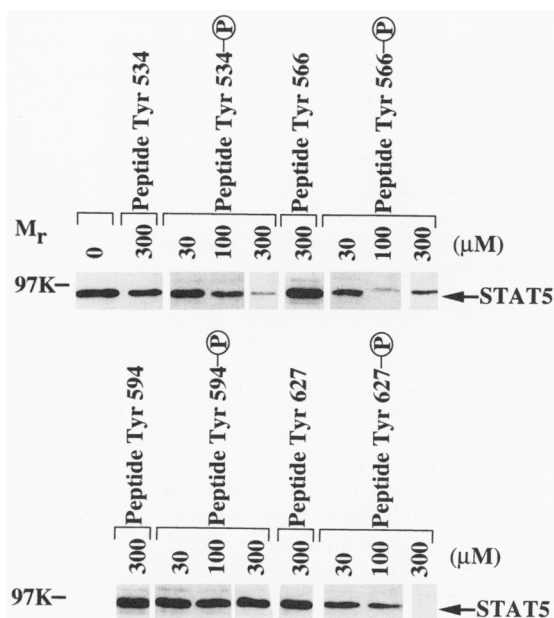 Peptide Tyr 534
Peptide Tyr 534–Ⓟ
Peptide Tyr 566
Peptide Tyr 566–Ⓟ
Mr 0 300 30 100 300 300 30 100 300 (μM)
97K– STAT5
Peptide Tyr 594
Peptide Tyr 594–Ⓟ
Peptide Tyr 627
Peptide Tyr 627–Ⓟ
300 30 100 300 300 30 100 300 (μM)
97K– STAT5